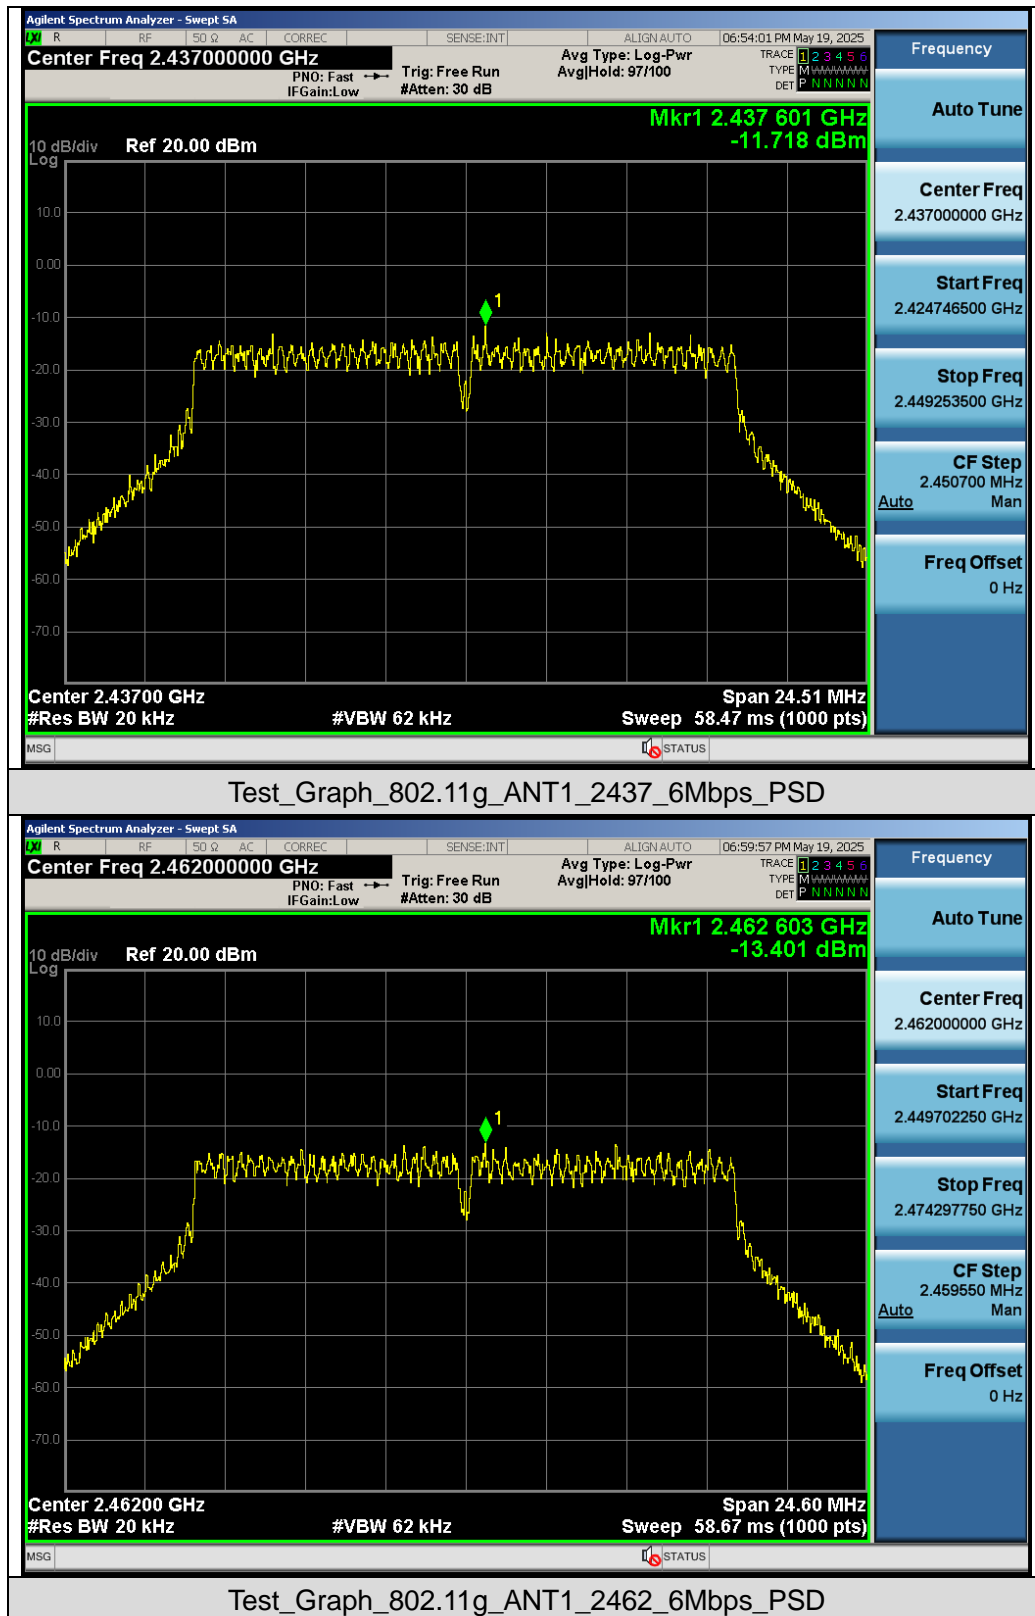 Agilent Spectrum Analyzer - Swept SA
LXI R RF 50 Ω AC CORREC SENSE:INT ALIGN AUTO 06:54:01 PM May 19, 2025
Center Freq 2.437000000 GHz
PNO: Fast
IFGain:Low
Trig: Free Run
#Atten: 30 dB
Avg Type: Log-Pwr
Avg|Hold: 97/100
TRACE 1 2 3 4 5 6
TYPE M WWWWW
DET P N N N N N
Mkr1 2.437 601 GHz
-11.718 dBm
10 dB/div Ref 20.00 dBm
Log
10.0
0.00
-10.0
-20.0
-30.0
-40.0
-50.0
-60.0
-70.0
1
Center 2.43700 GHz Span 24.51 MHz
#Res BW 20 kHz #VBW 62 kHz Sweep 58.47 ms (1000 pts)
MSG STATUS
Frequency
Auto Tune
Center Freq
2.437000000 GHz
Start Freq
2.424746500 GHz
Stop Freq
2.449253500 GHz
CF Step
2.450700 MHz
Auto Man
Freq Offset
0 Hz
Test_Graph_802.11g_ANT1_2437_6Mbps_PSD
Agilent Spectrum Analyzer - Swept SA
LXI R RF 50 Ω AC CORREC SENSE:INT ALIGN AUTO 06:59:57 PM May 19, 2025
Center Freq 2.462000000 GHz
PNO: Fast
IFGain:Low
Trig: Free Run
#Atten: 30 dB
Avg Type: Log-Pwr
Avg|Hold: 97/100
TRACE 1 2 3 4 5 6
TYPE M WWWWW
DET P N N N N N
Mkr1 2.462 603 GHz
-13.401 dBm
10 dB/div Ref 20.00 dBm
Log
10.0
0.00
-10.0
-20.0
-30.0
-40.0
-50.0
-60.0
-70.0
1
Center 2.46200 GHz Span 24.60 MHz
#Res BW 20 kHz #VBW 62 kHz Sweep 58.67 ms (1000 pts)
MSG STATUS
Frequency
Auto Tune
Center Freq
2.462000000 GHz
Start Freq
2.449702250 GHz
Stop Freq
2.474297750 GHz
CF Step
2.459550 MHz
Auto Man
Freq Offset
0 Hz
Test_Graph_802.11g_ANT1_2462_6Mbps_PSD